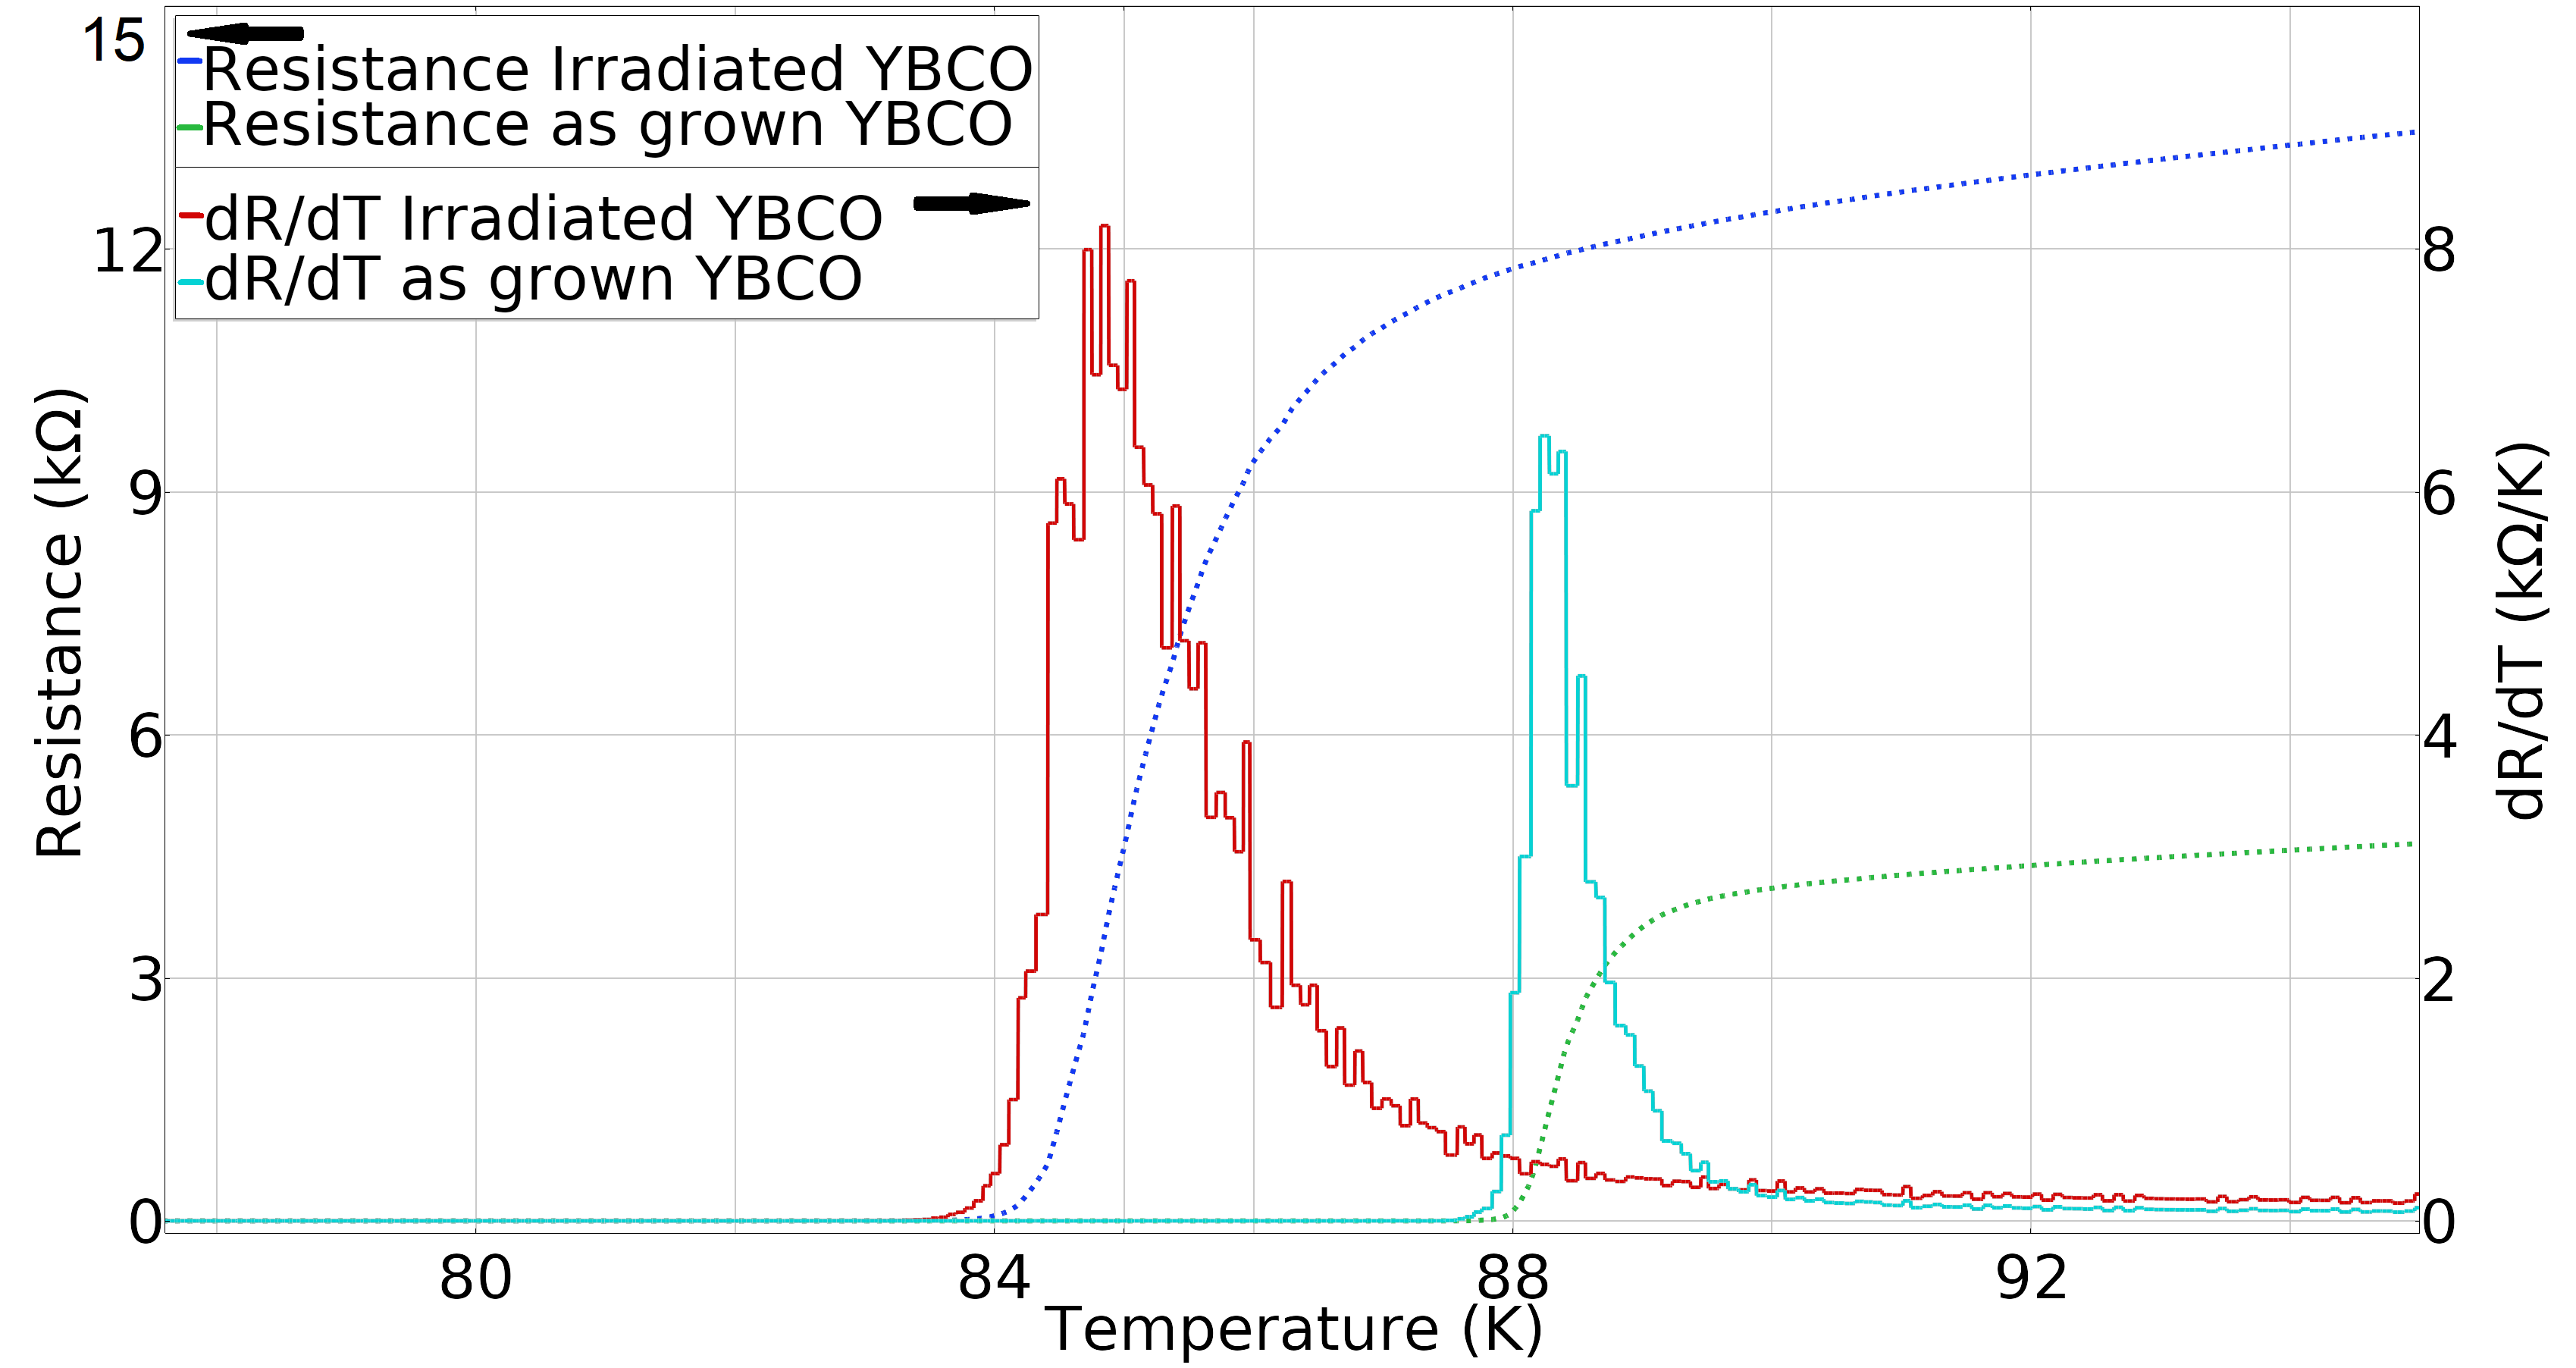 15
Resistance Irradiated YBCO
Resistance as grown YBCO
dR/dT Irradiated YBCO
dR/dT as grown YBCO
12
9
6
3
0
Resistance (kΩ)
8
6
4
2
0
dR/dT (kΩ/K)
80 84 88 92
Temperature (K)